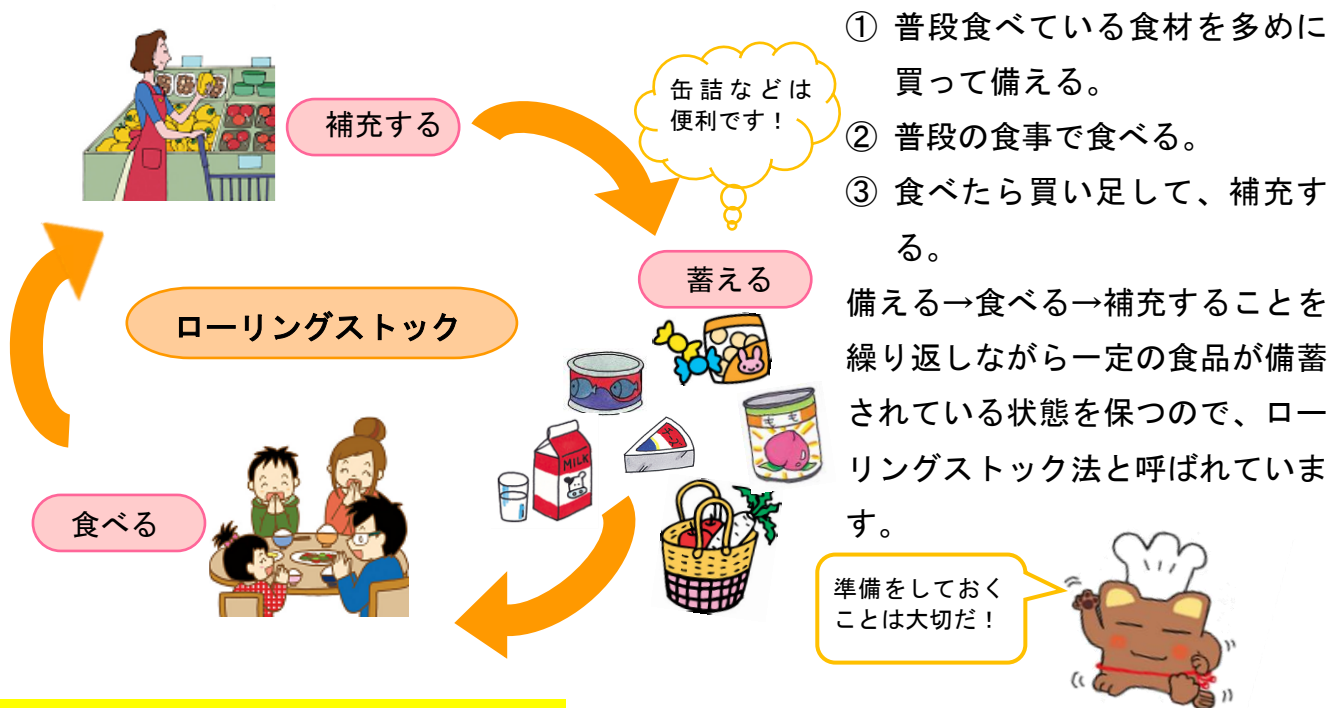 補充する
缶詰などは
便利です！
蓄える
ローリングストック
食べる
MILK
チーズ
モモ
① 普段食べている食材を多めに
買って備える。
② 普段の食事で食べる。
③ 食べたら買い足して、補充す
る。
備える→食べる→補充することを
繰り返しながら一定の食品が備蓄
されている状態を保つので、ロー
リングストック法と呼ばれていま
す。
準備をしておく
ことは大切だ！